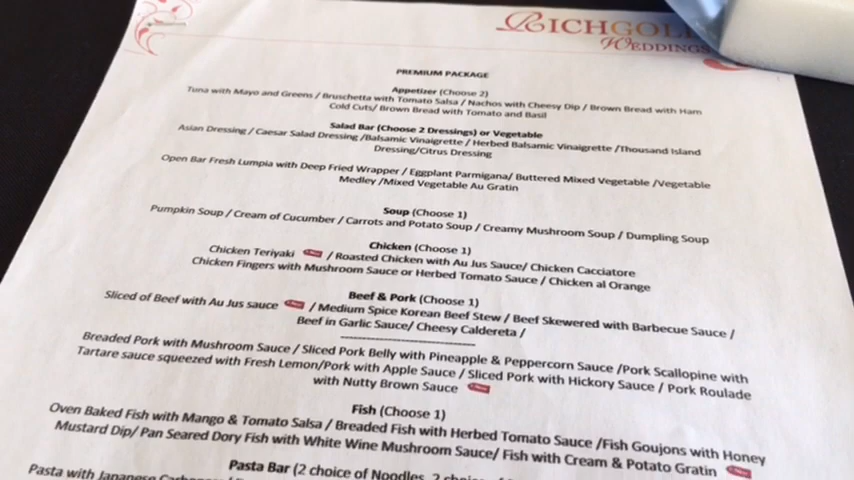 RICHGOL
WEDDINGS
PREMIUM PACKAGE
Appetizer (Choose 2)
Tuna with Mayo and Greens / Bruschetta with Tomato Salsa / Nachos with Cheesy Dip / Brown Bread with Ham
Cold Cuts/ Brown Bread with Tomato and Basil
Salad Bar (Choose 2 Dressings) or Vegetable
Asian Dressing / Caesar Salad Dressing /Balsamic Vinaigrette / Herbed Balsamic Vinaigrette /Thousand Island
Dressing/Citrus Dressing
Open Bar Fresh Lumpia with Deep Fried Wrapper / Eggplant Parmigana/ Buttered Mixed Vegetable /Vegetable
Medley /Mixed Vegetable Au Gratin
Soup (Choose 1)
Pumpkin Soup / Cream of Cucumber / Carrots and Potato Soup / Creamy Mushroom Soup / Dumpling Soup
Chicken (Choose 1)
Chicken Teriyaki / Roasted Chicken with Au Jus Sauce/ Chicken Cacciatore
Chicken Fingers with Mushroom Sauce or Herbed Tomato Sauce / Chicken al Orange
Beef & Pork (Choose 1)
Sliced of Beef with Au Jus sauce / Medium Spice Korean Beef Stew / Beef Skewered with Barbecue Sauce /
Beef in Garlic Sauce/ Cheesy Caldereta /
Breaded Pork with Mushroom Sauce / Sliced Pork Belly with Pineapple & Peppercorn Sauce /Pork Scallopine with
Tartare sauce squeezed with Fresh Lemon/Pork with Apple Sauce / Sliced Pork with Hickory Sauce / Pork Roulade
with Nutty Brown Sauce
Fish (Choose 1)
Oven Baked Fish with Mango & Tomato Salsa / Breaded Fish with Herbed Tomato Sauce /Fish Goujons with Honey
Mustard Dip/ Pan Seared Dory Fish with White Wine Mushroom Sauce/ Fish with Cream & Potato Gratin
Pasta Bar (2 choice of Noodles, 2
Pasta with Japanese